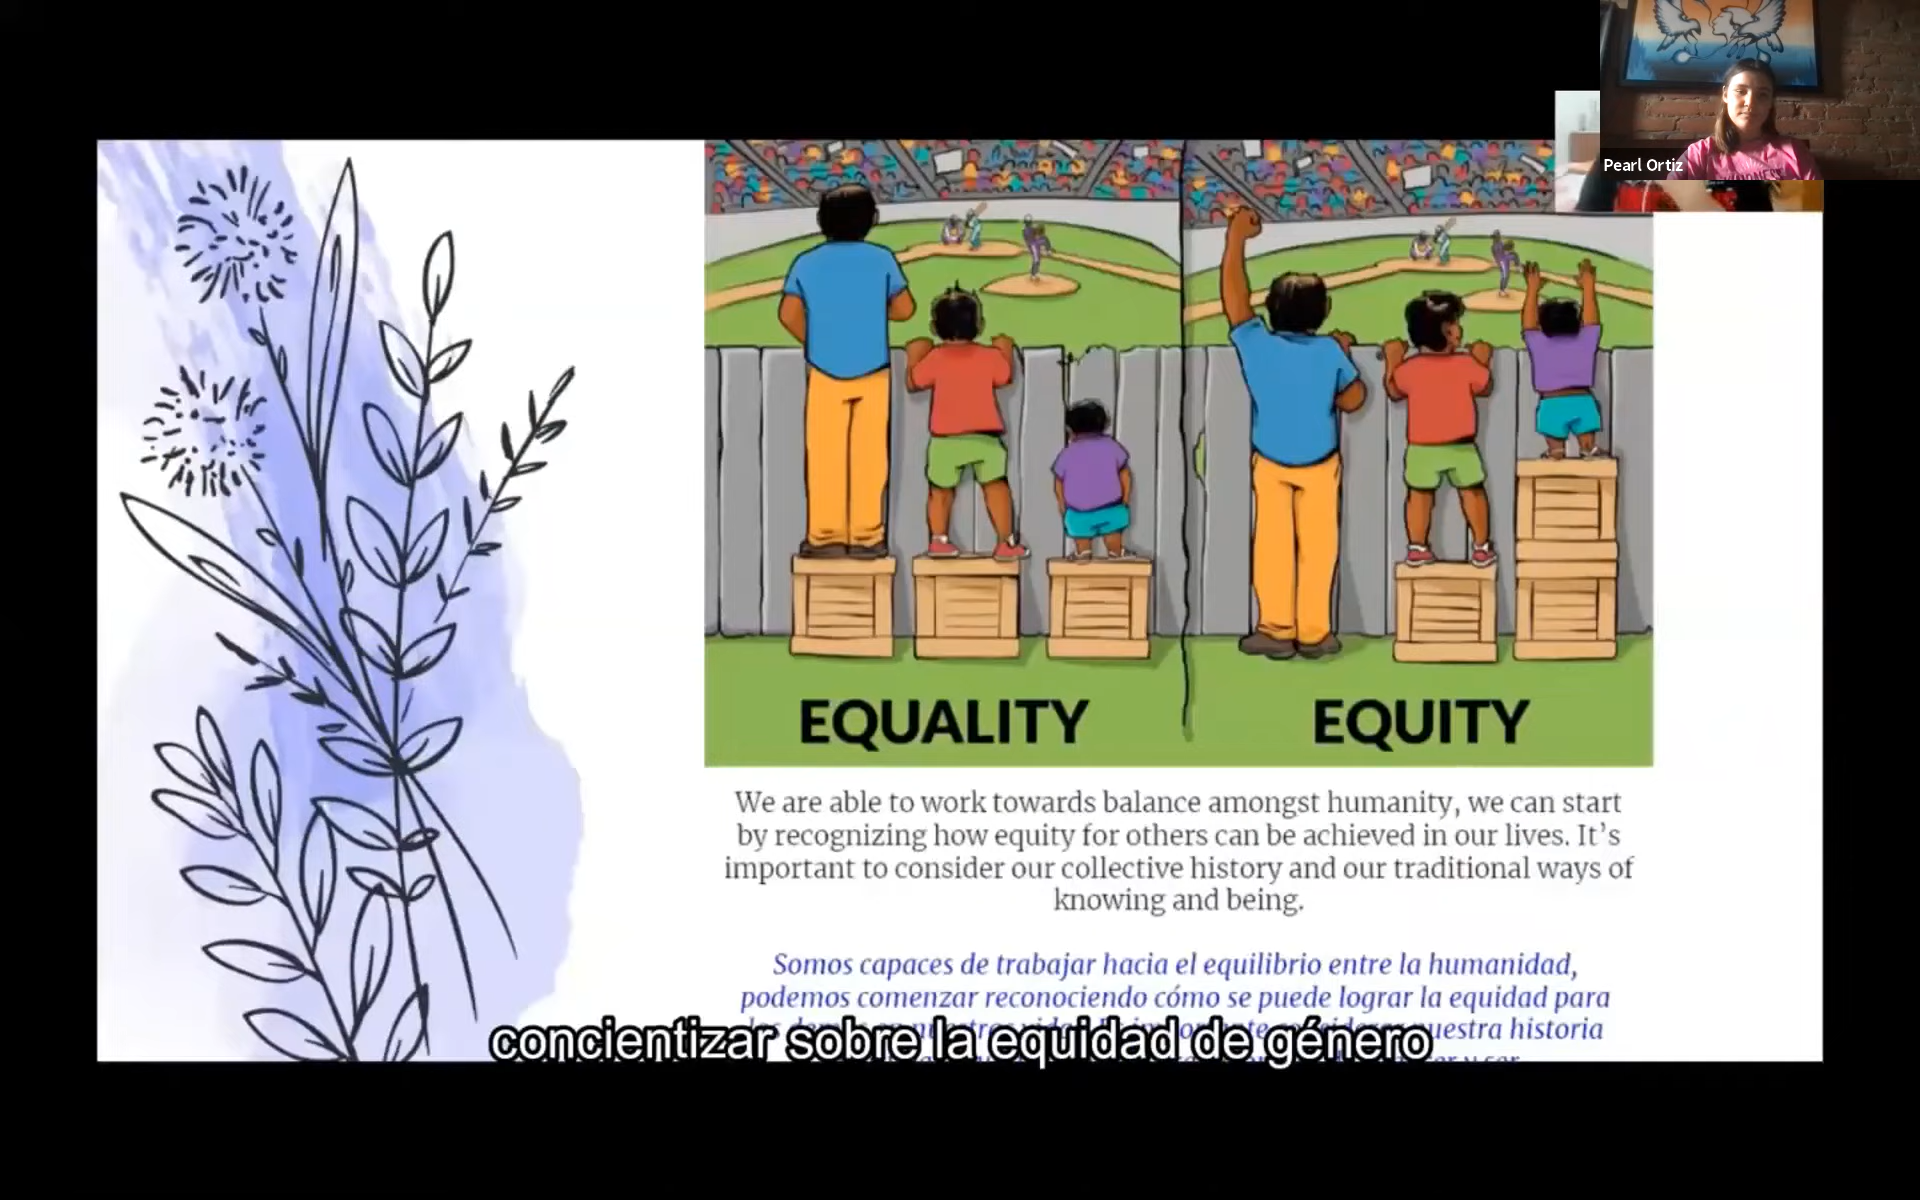 Pearl Ortiz
EQUALITY
EQUITY
We are able to work towards balance amongst humanity, we can start
by recognizing how equity for others can be achieved in our lives. It's
important to consider our collective history and our traditional ways of
knowing and being.
Somos capaces de trabajar hacia el equilibrio entre la humanidad,
podemos comenzar reconociendo cómo se puede lograr la equidad para
nuestra historia
concientizar sobre la equidad de género